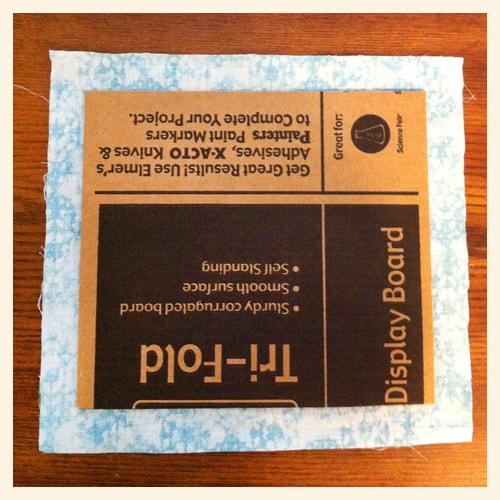 Tri-Fold
• Sturdy corrugated board
• Smooth surface
• Self Standing
Get Great Results! Use Elmer's
Adhesives, X-ACTO Knives &
Painters Paint Markers
to Complete Your Project.
Display Board
Great for:
Science Fair